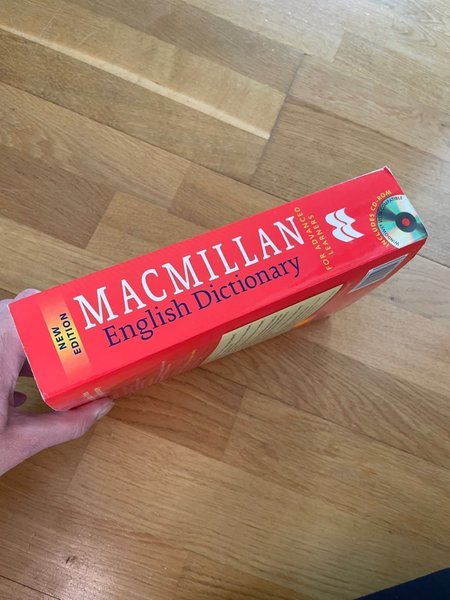 NEW
EDITION
MACMILLAN
English Dictionary
FOR ADVANCED
LEARNERS
INCLUDES CD-ROM